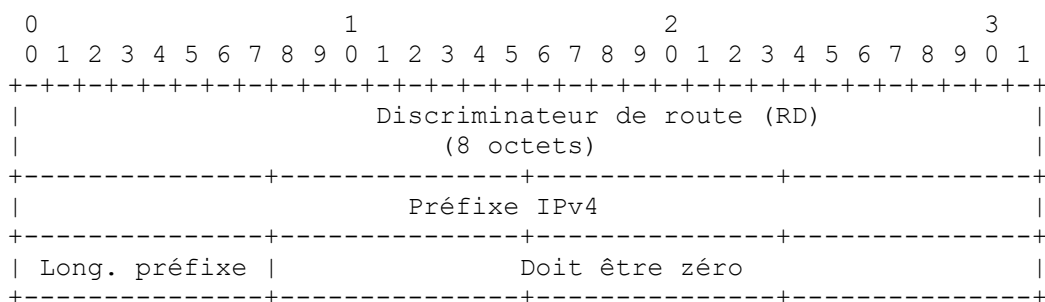 0 1 2 3
0 1 2 3 4 5 6 7 8 9 0 1 2 3 4 5 6 7 8 9 0 1 2 3 4 5 6 7 8 9 0 1
+-+-+-+-+-+-+-+-+-+-+-+-+-+-+-+-+-+-+-+-+-+-+-+-+-+-+-+-+-+-+-+-+
| Discriminateur de route (RD) |
| (8 octets) |
+---------------+---------------+---------------+---------------+
| Préfixe IPv4 |
+---------------+---------------+---------------+---------------+
| Long. préfixe | Doit être zéro |
+---------------+---------------+---------------+---------------+